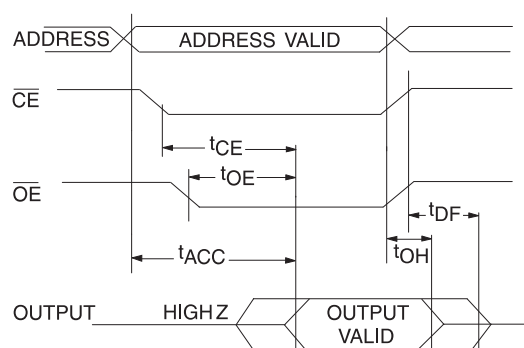 ADDRESS ADDRESS VALID
CE
tCE
tOE
OE
tDF
tACC
tOH
OUTPUT HIGH Z OUTPUT
VALID